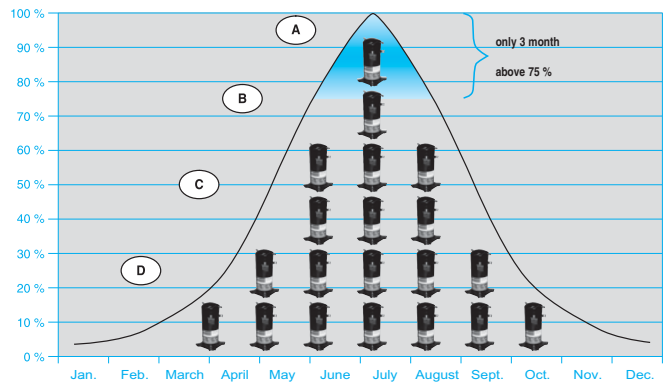 100 %
A
only 3 month
90 %
above 75 %
80 %
B
70 %
60 %
50 %
C
40 %
30 %
D
20 %
10 %
0 %
Jan. Feb. March April May June July August Sept. Oct. Nov. Dec.